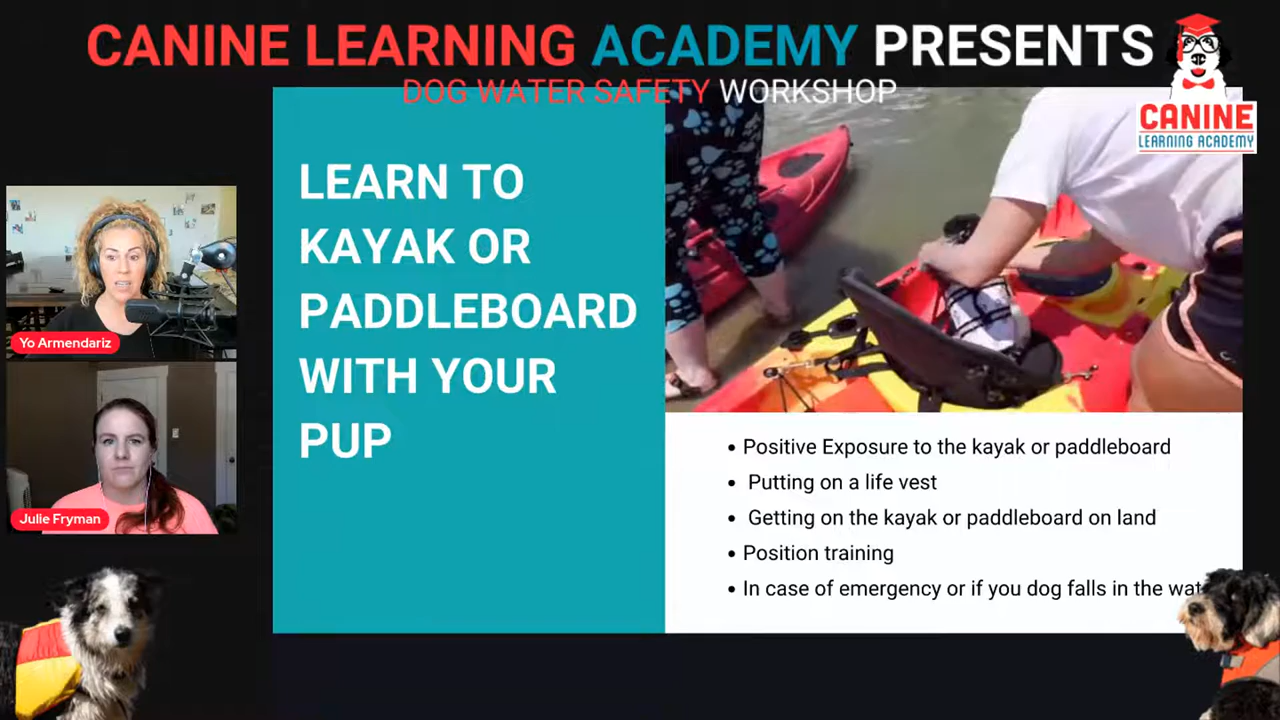 CANINE LEARNING ACADEMY PRESENTS
DOG WATER SAFETY WORKSHOP
CANINE
LEARNING ACADEMY
LEARN TO
KAYAK OR
PADDLEBOARD
WITH YOUR
PUP
Yo Armendariz
Julie Fryman
• Positive Exposure to the kayak or paddleboard
• Putting on a life vest
• Getting on the kayak or paddleboard on land
• Position training
• In case of emergency or if you dog falls in the